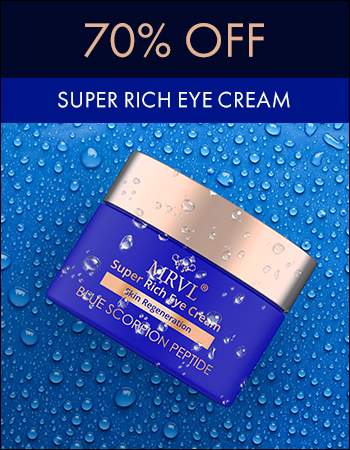 70% OFF
SUPER RICH EYE CREAM
MRVL®
Super Rich Eye Cream
Skin Regeneration
BLUE SCORPION PEPTIDE